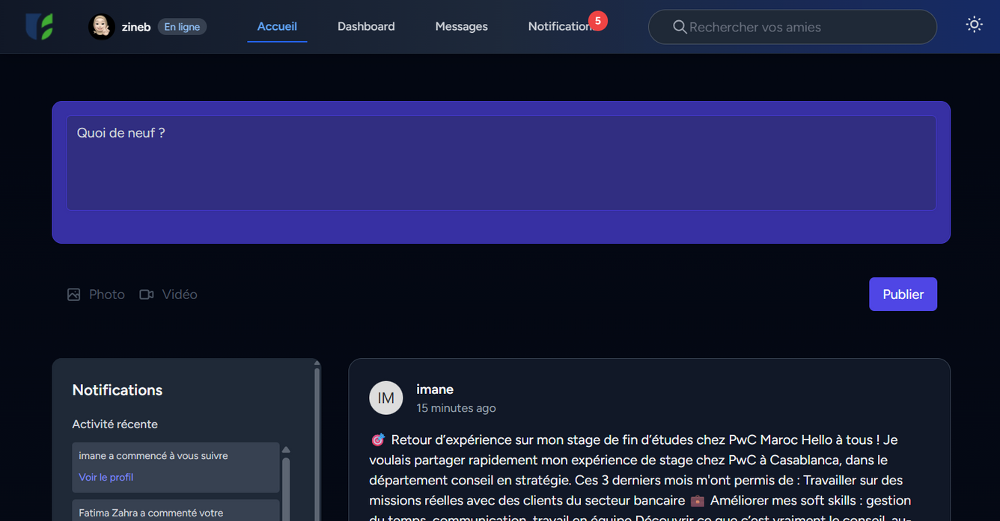 zineb
En ligne
Accueil
Dashboard
Messages
Notification
5
Rechercher vos amies
Quoi de neuf ?
Photo
Vidéo
Publier
Notifications
Activité récente
imane a commencé à vous suivre
Voir le profil
Fatima Zahra a commenté votre
IM
imane
15 minutes ago
🎯 Retour d’expérience sur mon stage de fin d’études chez PwC Maroc Hello à tous ! Je
voulais partager rapidement mon expérience de stage chez PwC à Casablanca, dans le
département conseil en stratégie. Ces 3 derniers mois m'ont permis de : Travailler sur des
missions réelles avec des clients du secteur bancaire 💼 Améliorer mes soft skills : gestion
du temps, communication, travail en équipe Découvrir ce que c’est vraiment le conseil, au-